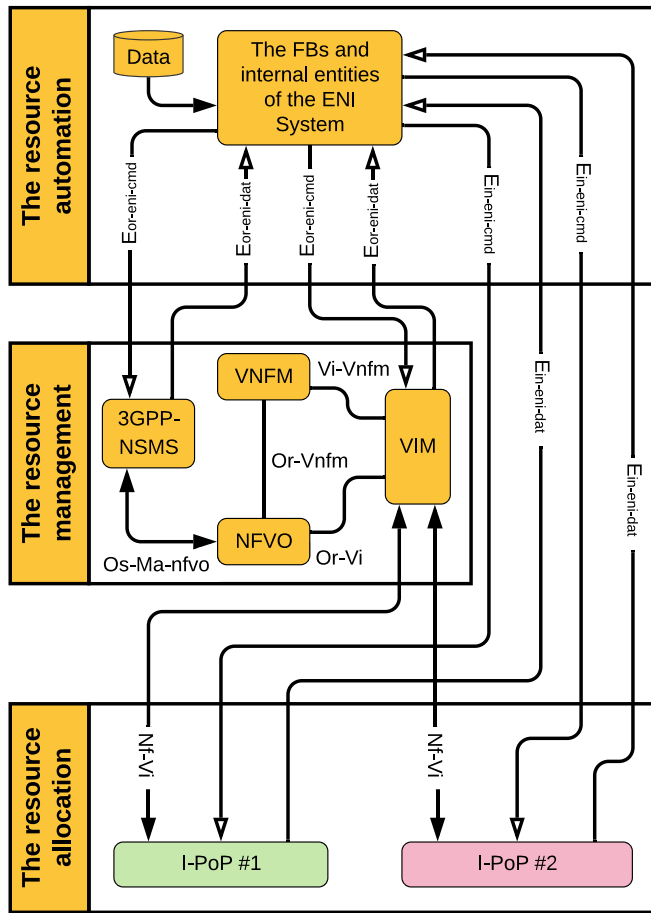 The resource
automation
Data
The FBs and
internal entities
of the ENI
System
Eor-eni-cmd
Eor-eni-dat
Eor-eni-cmd
Eor-eni-dat
Ein-eni-cmd
Ein-eni-cmd
Ein-eni-dat
Ein-eni-dat
The resource
management
3GPP-
NSMS
VNFM
Vi-Vnfm
VIM
Or-Vnfm
NFVO
Os-Ma-nfvo
Or-Vi
The resource
allocation
Nf-Vi
Nf-Vi
I-PoP #1
I-PoP #2